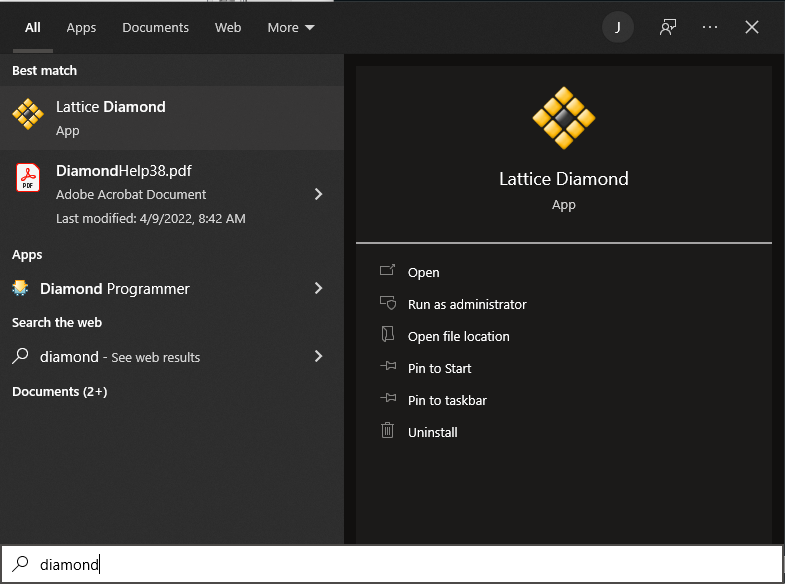 All Apps Documents Web More J
Best match
Lattice Diamond
App
DiamondHelp38.pdf
Adobe Acrobat Document
Last modified: 4/9/2022, 8:42 AM
Apps
Diamond Programmer
Search the web
diamond - See web results
Documents (2+)
Lattice Diamond
App
Open
Run as administrator
Open file location
Pin to Start
Pin to taskbar
Uninstall
diamond